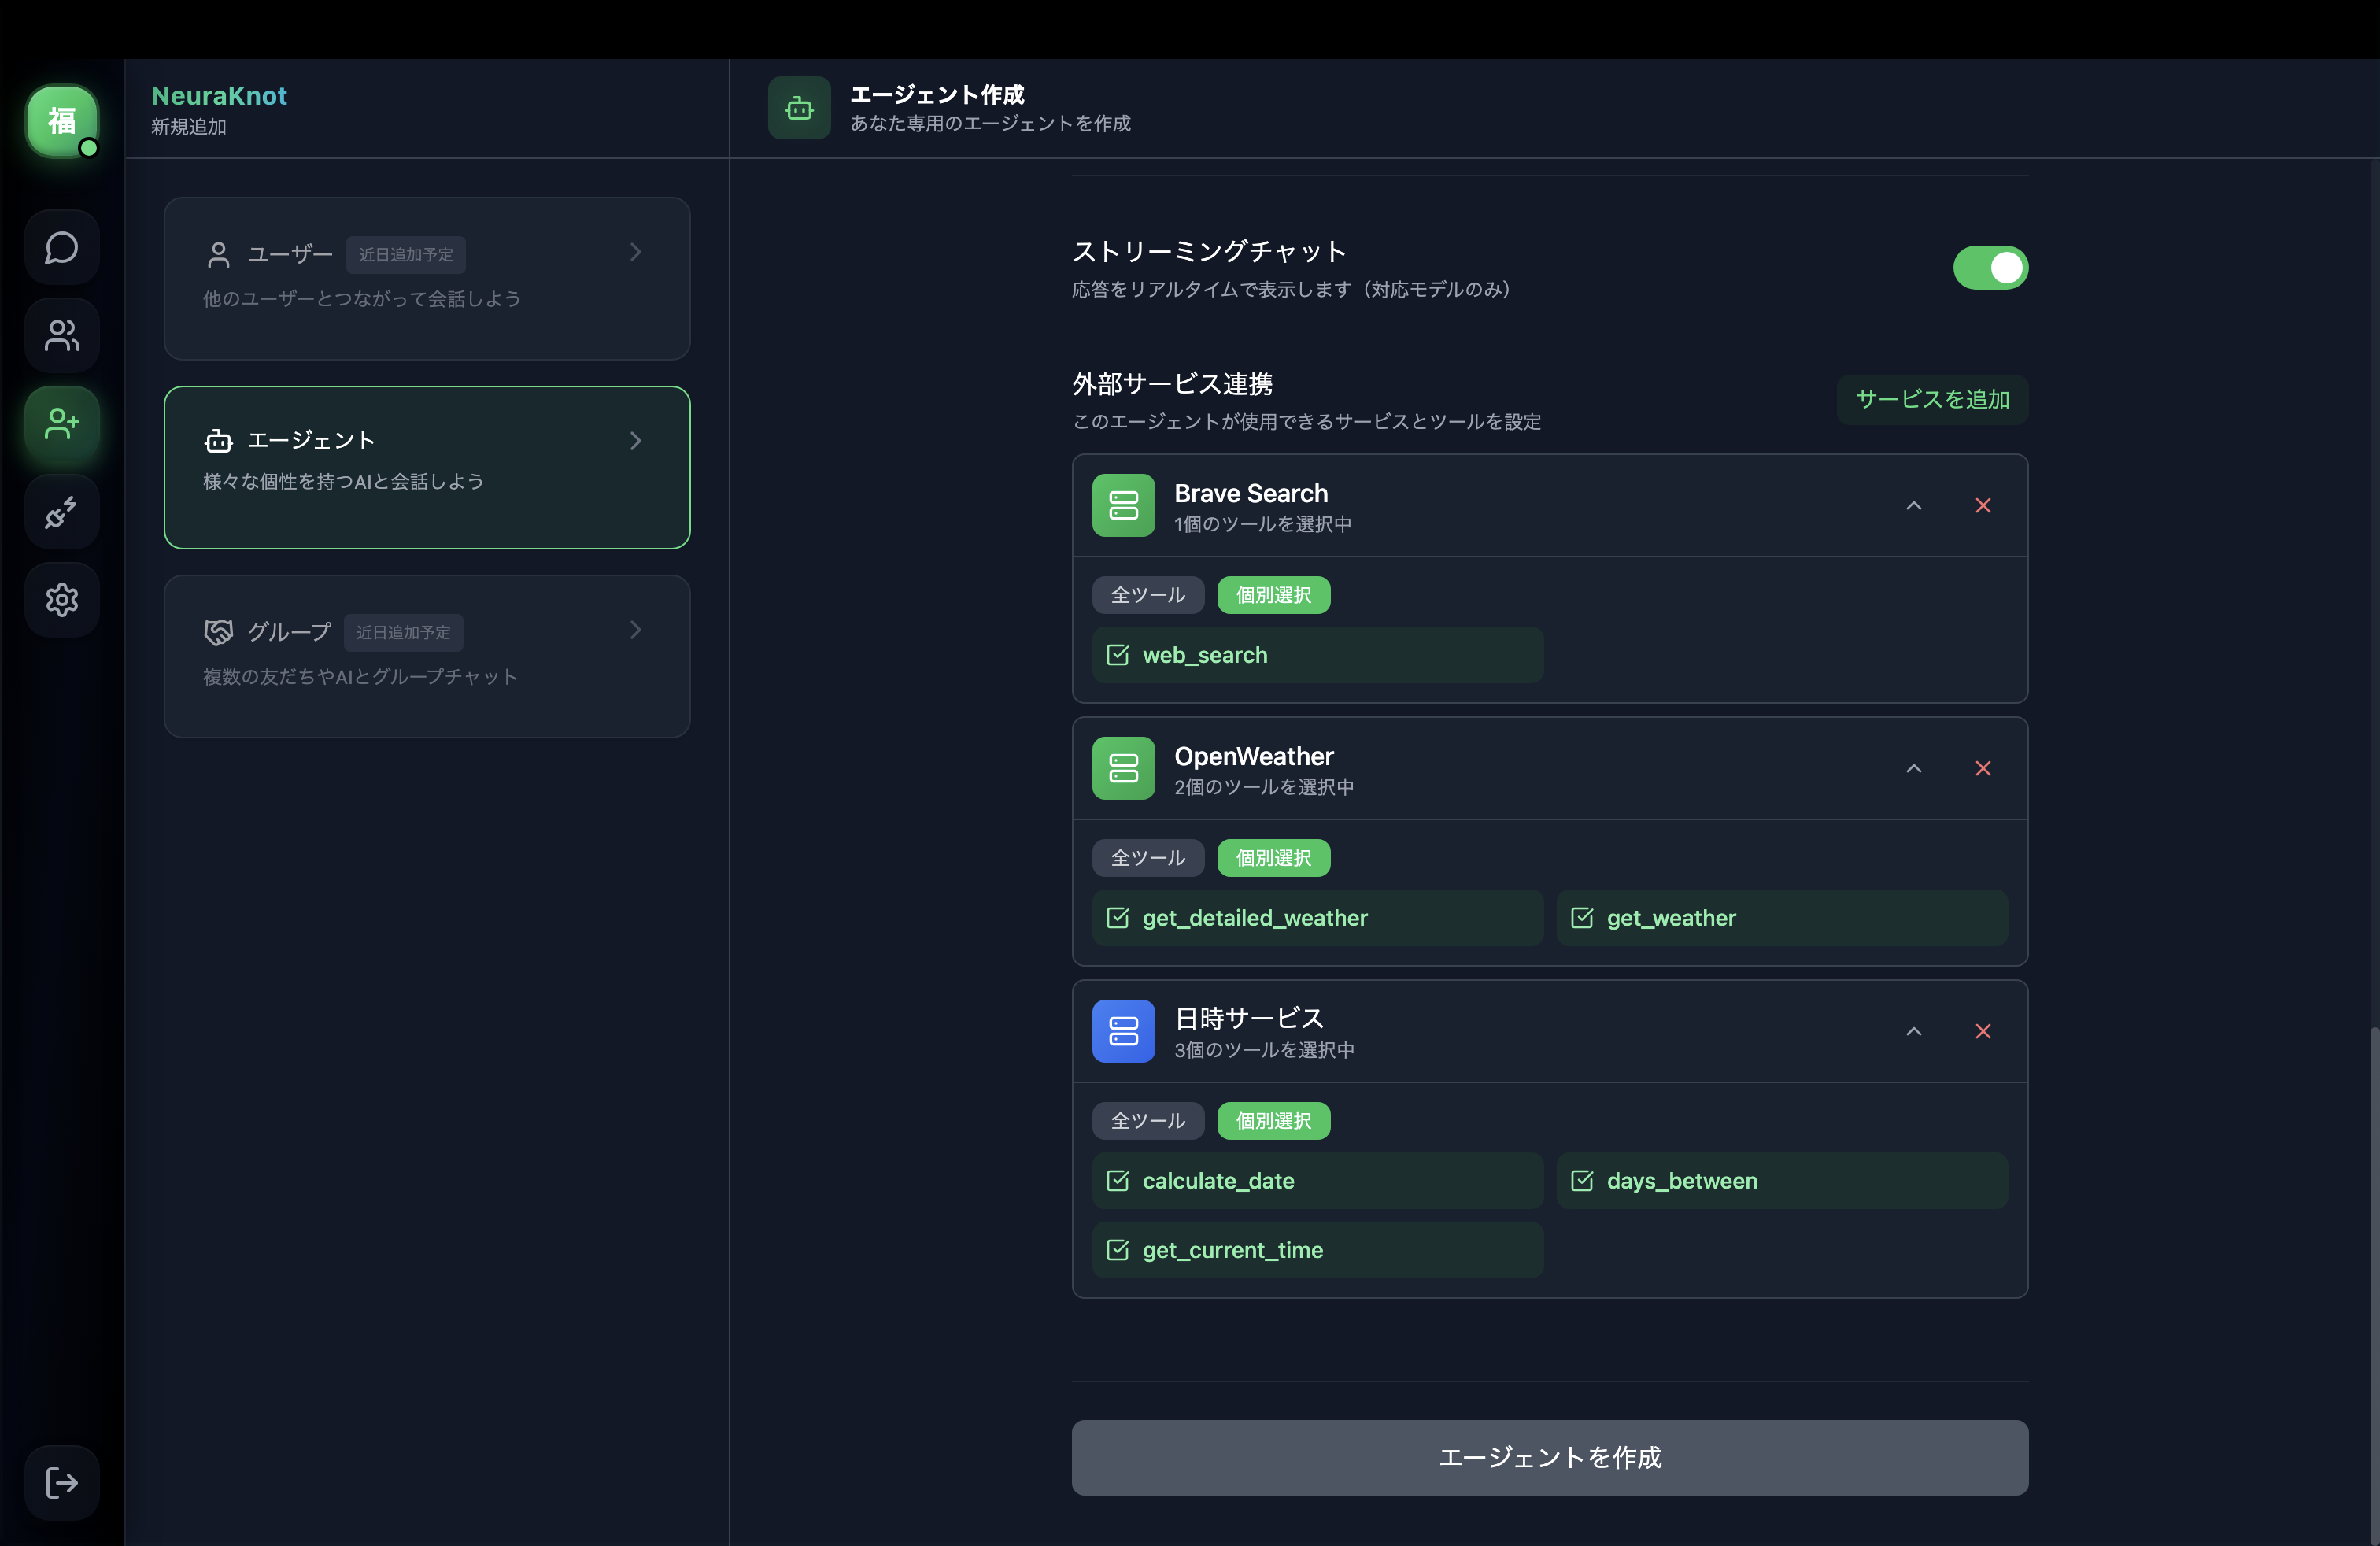 福
NeuraKnot
新規追加
ユーザー 近日追加予定
他のユーザーとつながって会話しよう
エージェント
様々な個性を持つAIと会話しよう
グループ 近日追加予定
複数の友だちやAIとグループチャット
エージェント作成
あなた専用のエージェントを作成
ストリーミングチャット
応答をリアルタイムで表示します（対応モデルのみ）
外部サービス連携
このエージェントが使用できるサービスとツールを設定
サービスを追加
Brave Search
1個のツールを選択中
全ツール 個別選択
web_search
OpenWeather
2個のツールを選択中
全ツール 個別選択
get_detailed_weather get_weather
日時サービス
3個のツールを選択中
全ツール 個別選択
calculate_date days_between
get_current_time
エージェントを作成